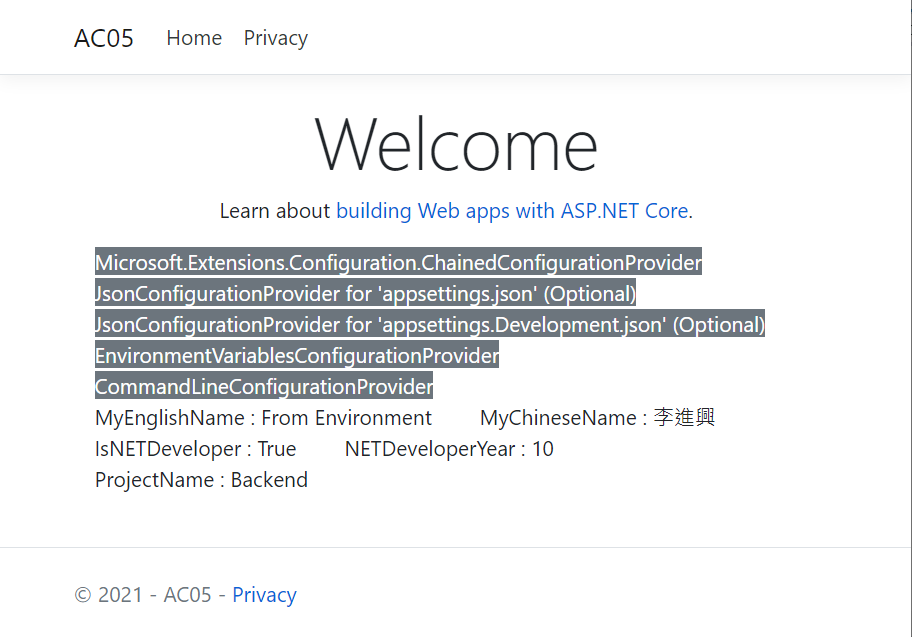 AC05 Home Privacy
Welcome
Learn about building Web apps with ASP.NET Core.
Microsoft.Extensions.Configuration.ChainedConfigurationProvider
JsonConfigurationProvider for 'appsettings.json' (Optional)
JsonConfigurationProvider for 'appsettings.Development.json' (Optional)
EnvironmentVariablesConfigurationProvider
CommandLineConfigurationProvider
MyEnglishName : From Environment MyChineseName : 李進興
IsNETDeveloper : True NETDeveloperYear : 10
ProjectName : Backend
© 2021 - AC05 - Privacy